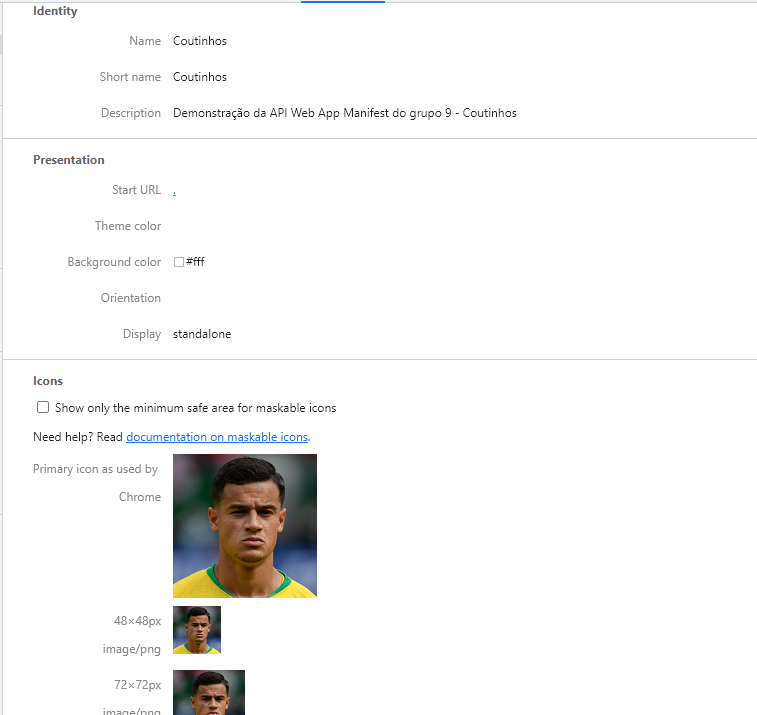 Identity
Name Coutinhos
Short name Coutinhos
Description Demonstração da API Web App Manifest do grupo 9 - Coutinhos
Presentation
Start URL .
Theme color
Background color #fff
Orientation
Display standalone
Icons
Show only the minimum safe area for maskable icons
Need help? Read documentation on maskable icons.
Primary icon as used by
Chrome
48×48px
image/png
72×72px
image/png